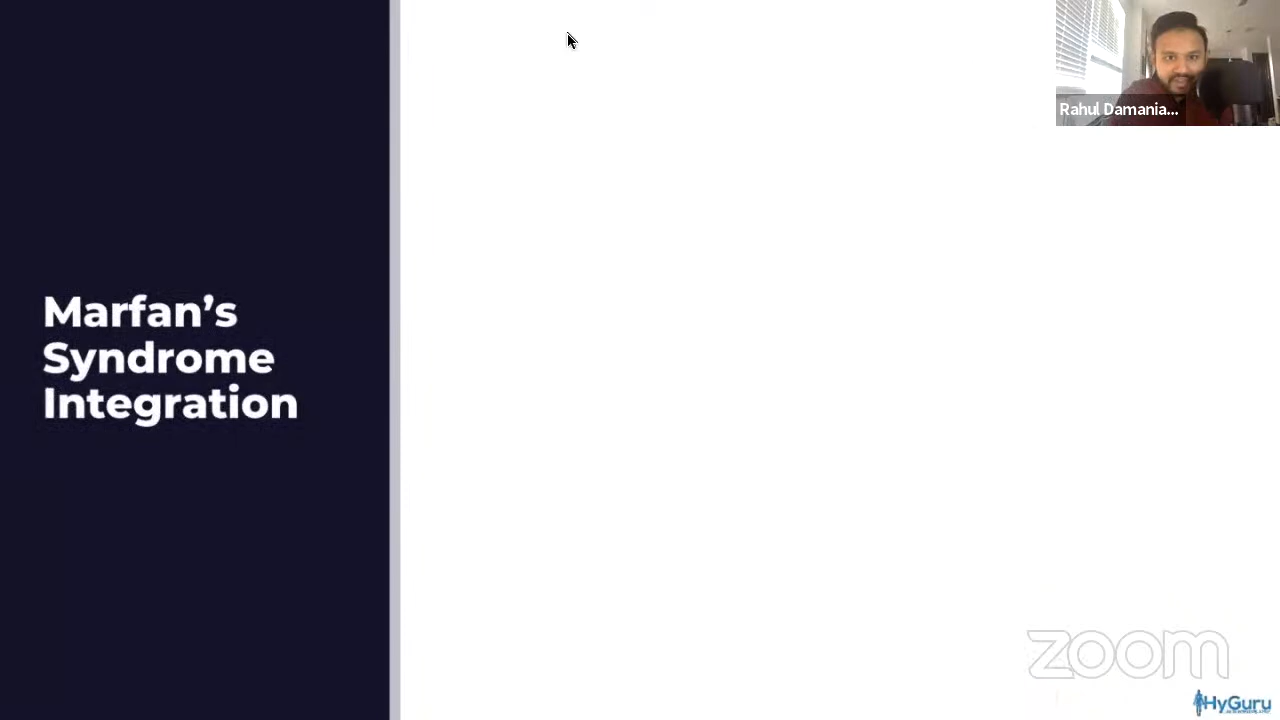 Marfan’s
Syndrome
Integration
Rahul Damania...
zoom
HyGuru